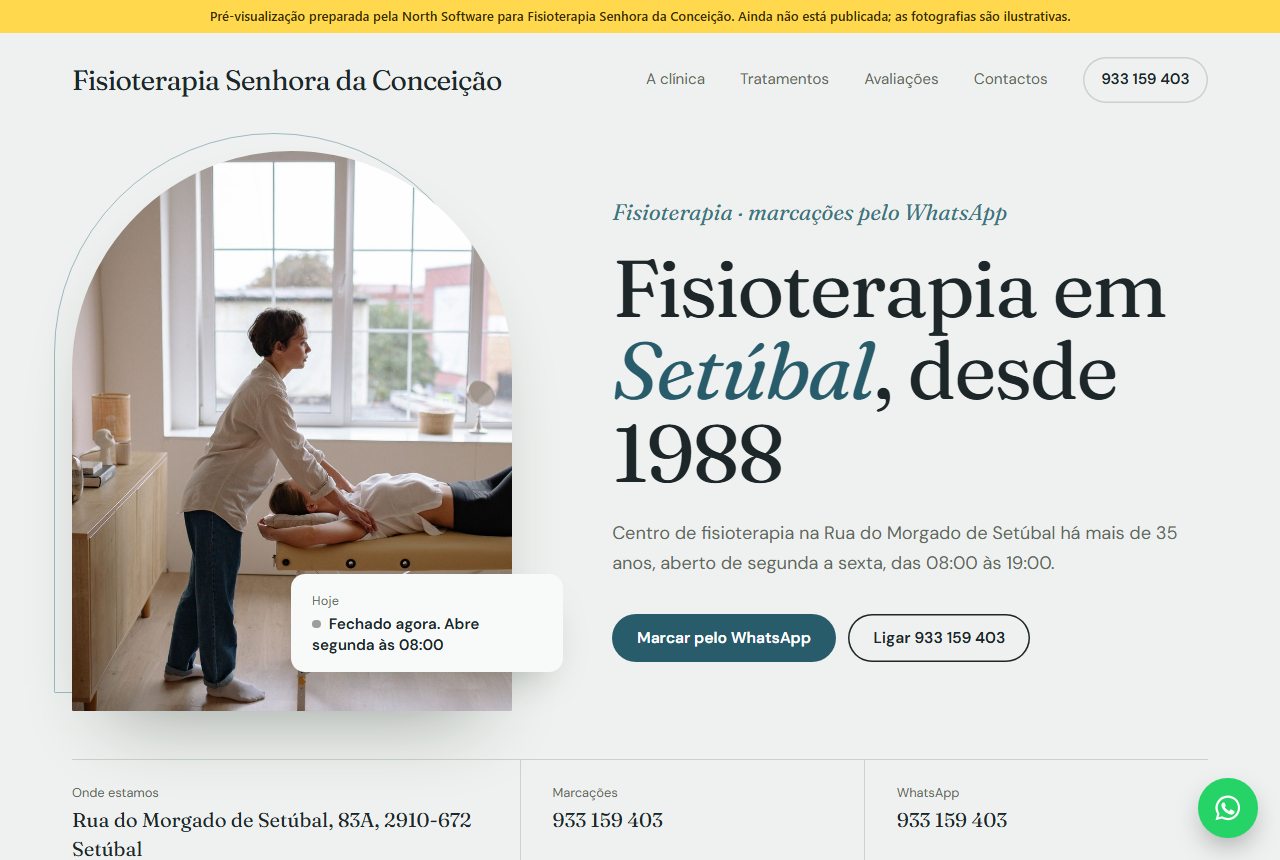 Pré-visualização preparada pela North Software para Fisioterapia Senhora da Conceição. Ainda não está publicada; as fotografias são ilustrativas.
Fisioterapia Senhora da Conceição
A clínica
Tratamentos
Avaliações
Contactos
933 159 403
Fisioterapia · marcações pelo WhatsApp
Fisioterapia em
Setúbal, desde
1988
Centro de fisioterapia na Rua do Morgado de Setúbal há mais de 35
anos, aberto de segunda a sexta, das 08:00 às 19:00.
Marcar pelo WhatsApp
Ligar 933 159 403
Hoje
Fechado agora. Abre
segunda às 08:00
Onde estamos
Rua do Morgado de Setúbal, 83A, 2910-672
Setúbal
Marcações
933 159 403
WhatsApp
933 159 403